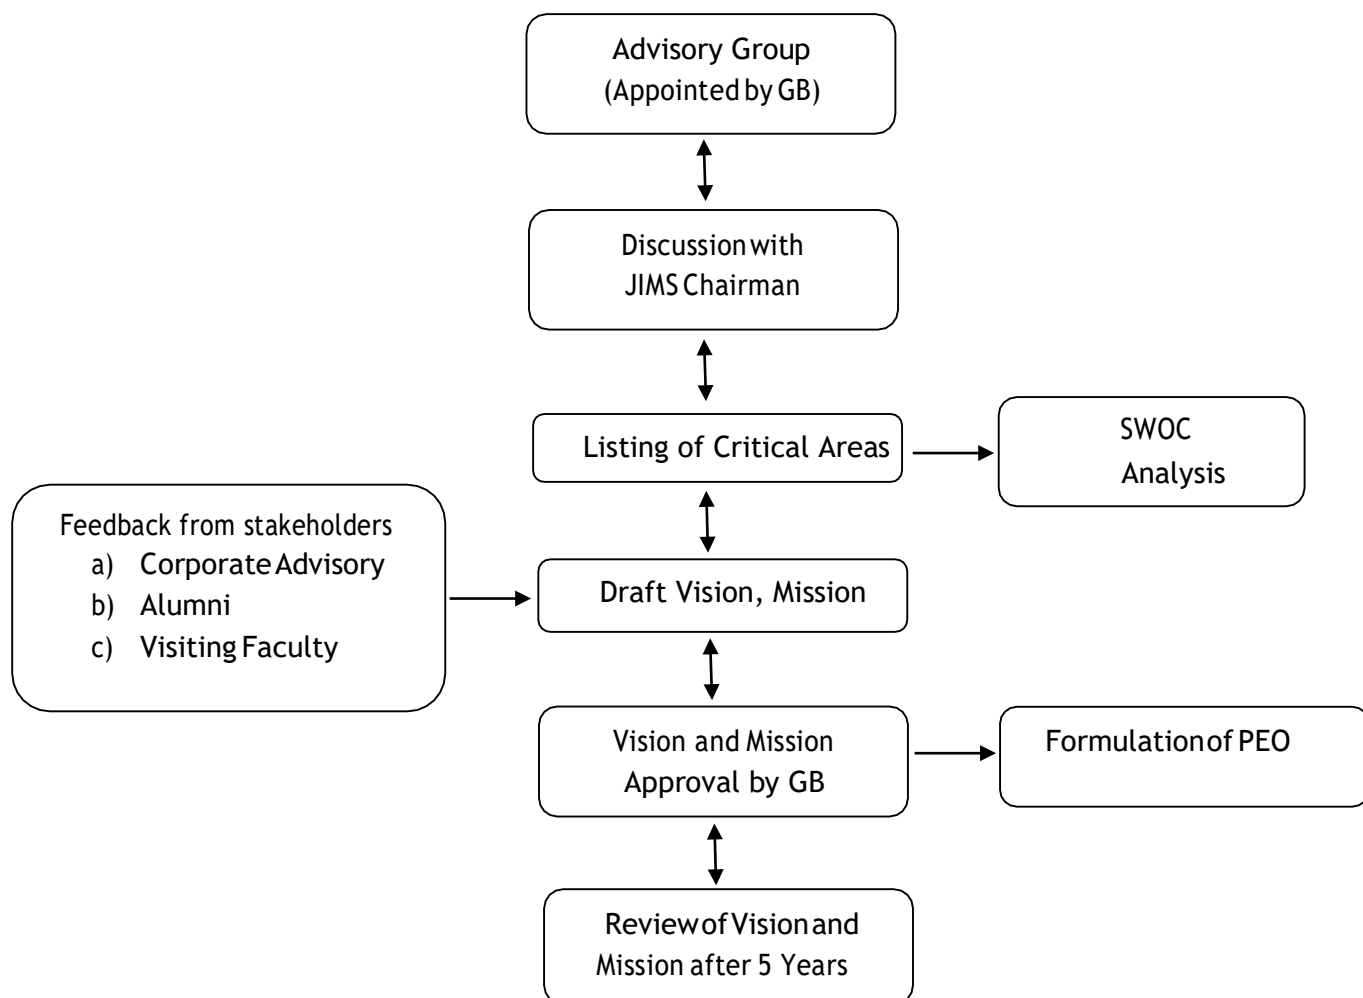 Advisory Group
(Appointed by GB)
Discussion with
JIMS Chairman
Listing of Critical Areas
SWOC
Analysis
Feedback from stakeholders
a) Corporate Advisory
b) Alumni
c) Visiting Faculty
Draft Vision, Mission
Vision and Mission
Approval by GB
Formulation of PEO
Review of Vision and
Mission after 5 Years